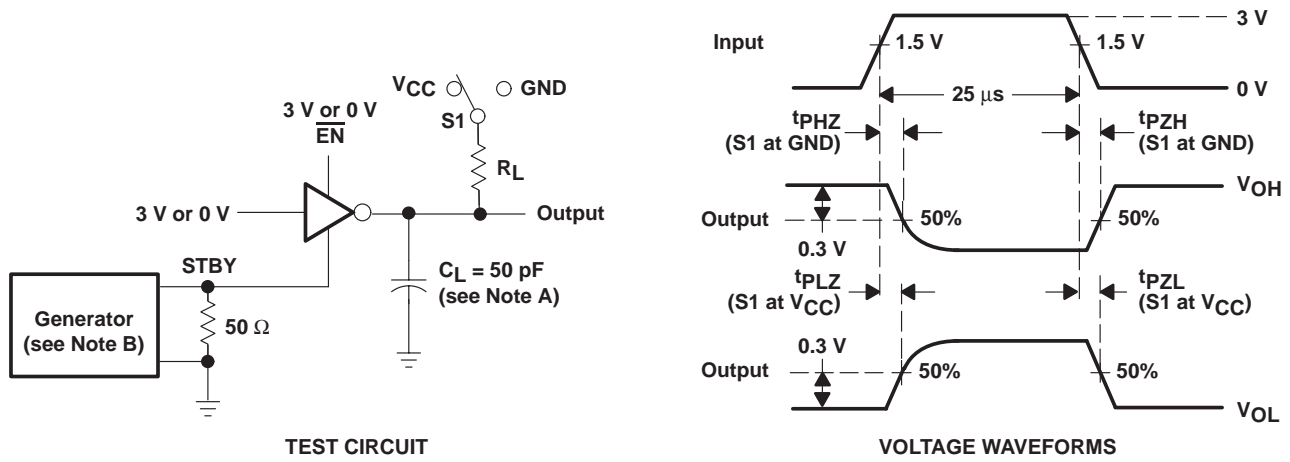 VCC
GND
S1
3 V or 0 V
EN
RL
3 V or 0 V
Output
STBY
CL = 50 pF
(see Note A)
Generator
(see Note B)
50 Ω
TEST CIRCUIT
3 V
Input
1.5 V
1.5 V
0 V
25 μs
tPHZ
(S1 at GND)
tPZH
(S1 at GND)
VOH
Output
50%
50%
0.3 V
tPLZ
(S1 at VCC)
tPZL
(S1 at VCC)
0.3 V
Output
50%
50%
VOL
VOLTAGE WAVEFORMS